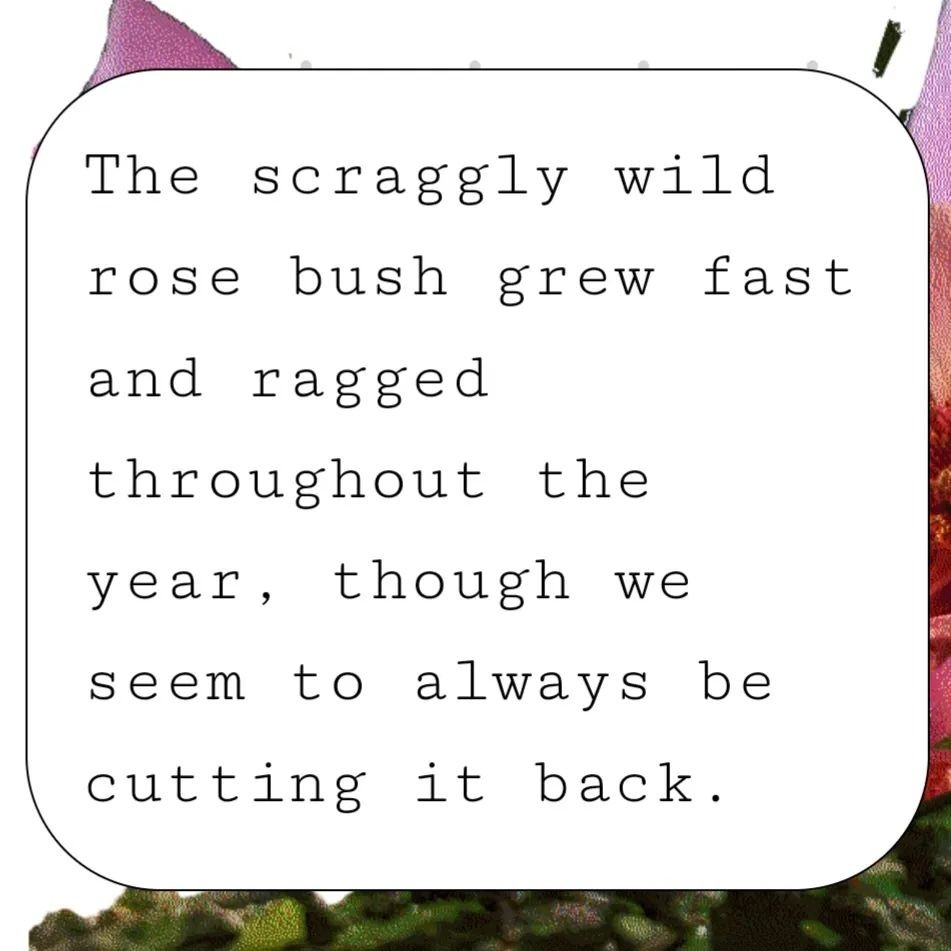 The scraggly wild
rose bush grew fast
and ragged
throughout the
year, though we
seem to always be
cutting it back.